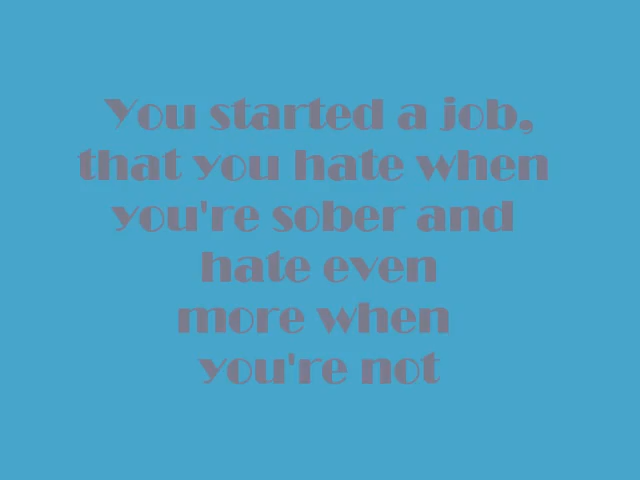 You started a job,
that you hate when
you're sober and
hate even
more when
you're not